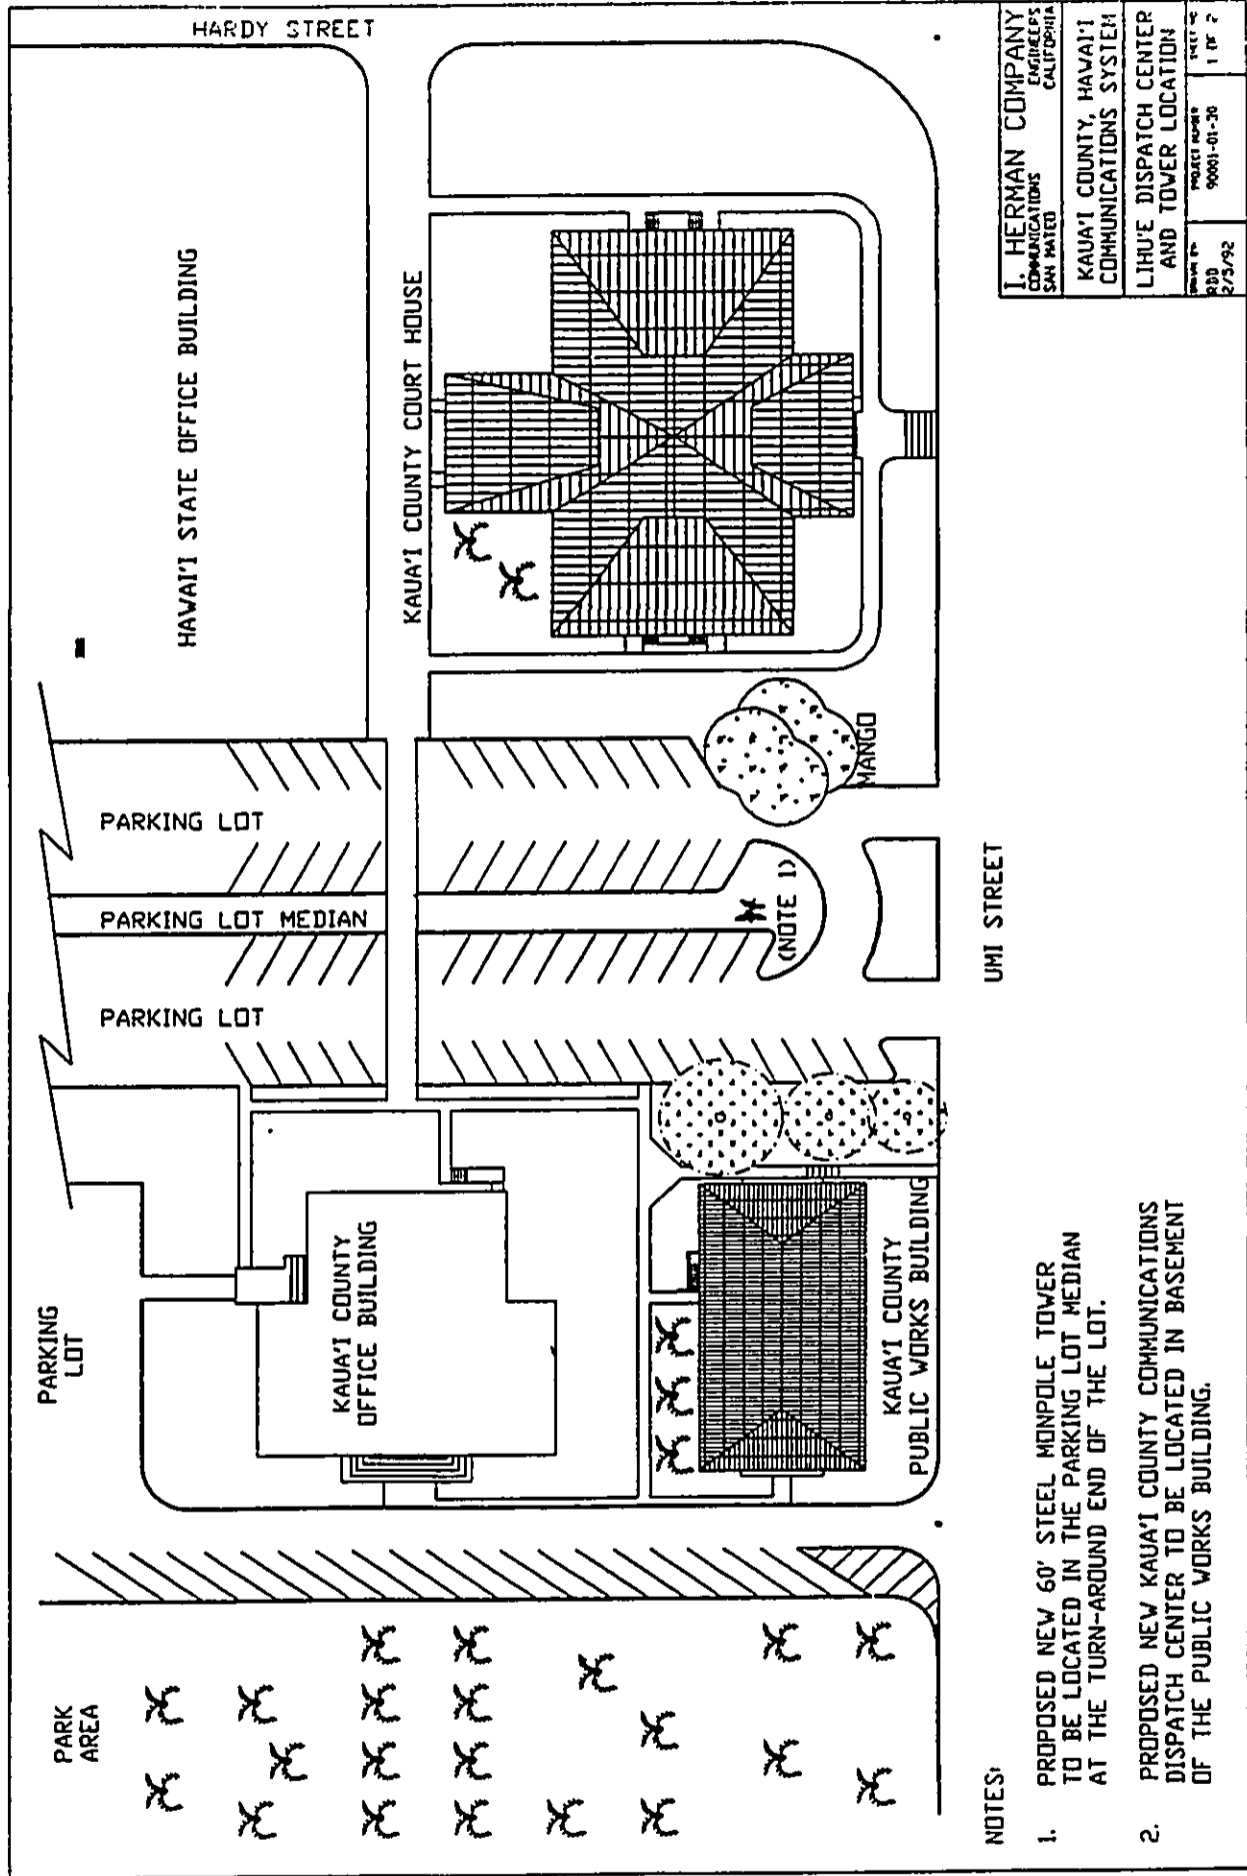 HARDY STREET
HAWAI'I STATE OFFICE BUILDING
KAUA'I COUNTY COURT HOUSE
PARKING LOT
PARKING LOT MEDIAN
PARKING LOT
PARKING
LOT
KAUA'I COUNTY
OFFICE BUILDING
KAUA'I COUNTY
PUBLIC WORKS BUILDING
MANGO
(NOTE 1)
UMI STREET
PARK
AREA
NOTES:
1. PROPOSED NEW 60' STEEL MONPOLE TOWER
TO BE LOCATED IN THE PARKING LOT MEDIAN
AT THE TURN-AROUND END OF THE LOT.
2. PROPOSED NEW KAUA'I COUNTY COMMUNICATIONS
DISPATCH CENTER TO BE LOCATED IN BASEMENT
OF THE PUBLIC WORKS BUILDING.
I. HERMAN COMPANY
COMMUNICATIONS ENGINEERS
SAN MATEO CALIFORNIA
KAUA'I COUNTY, HAWAI'I
COMMUNICATIONS SYSTEM
LIHU'E DISPATCH CENTER
AND TOWER LOCATION
DRAWN BY
RDD
2/5/92
PROJECT NUMBER
90001-01-30
1 OF 2